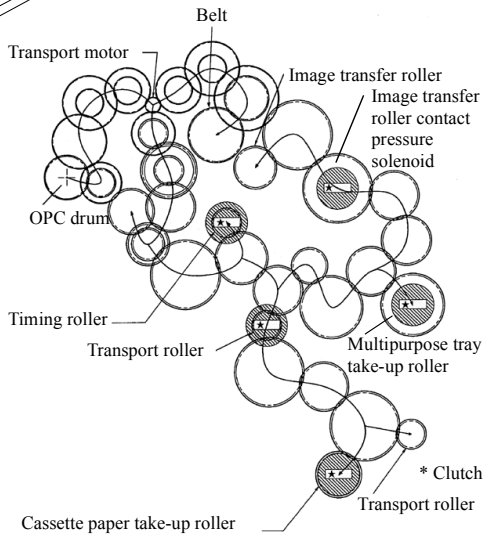 Belt
Transport motor
Image transfer roller
Image transfer
roller contact
pressure
solenoid
OPC drum
Timing roller
Transport roller
Multipurpose tray
take-up roller
* Clutch
Transport roller
Cassette paper take-up roller